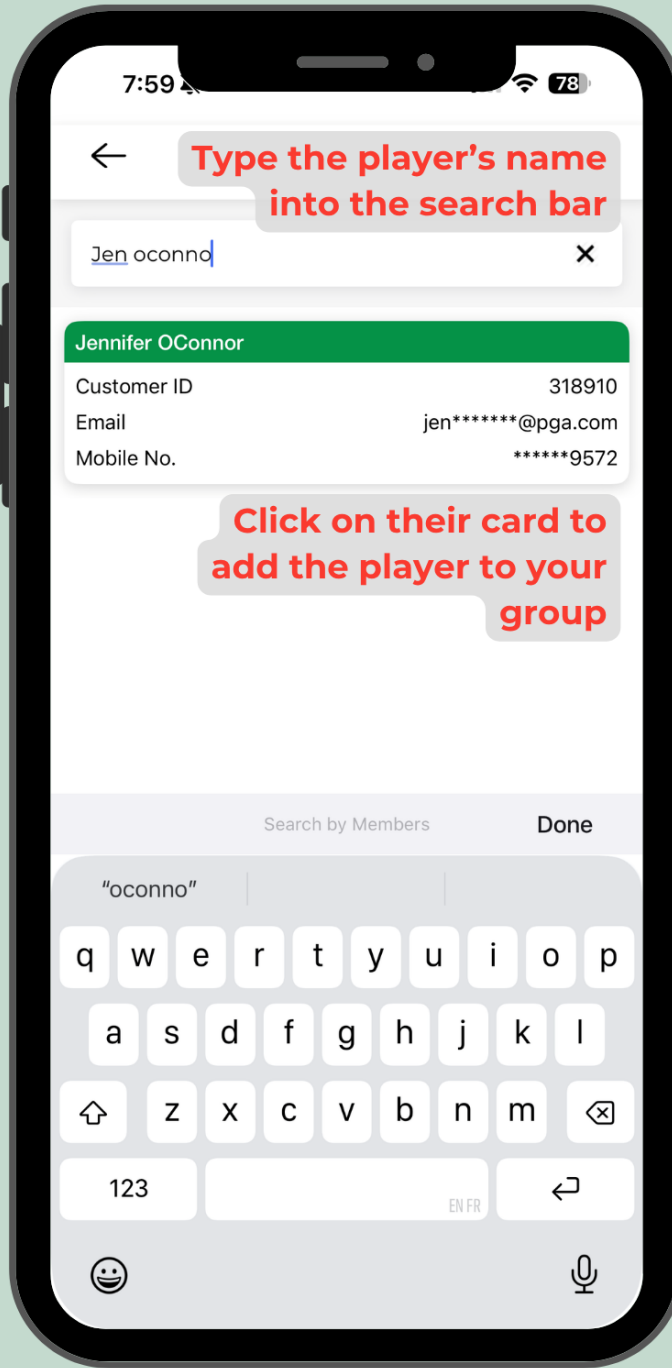 7:59
78
Type the player’s name
into the search bar
Jen oconno
Jennifer OConnor
Customer ID 318910
Email jen*******@pga.com
Mobile No. ******9572
Click on their card to
add the player to your
group
Search by Members Done
“oconno”
q w e r t y u i o p
a s d f g h j k l
z x c v b n m
123 EN FR